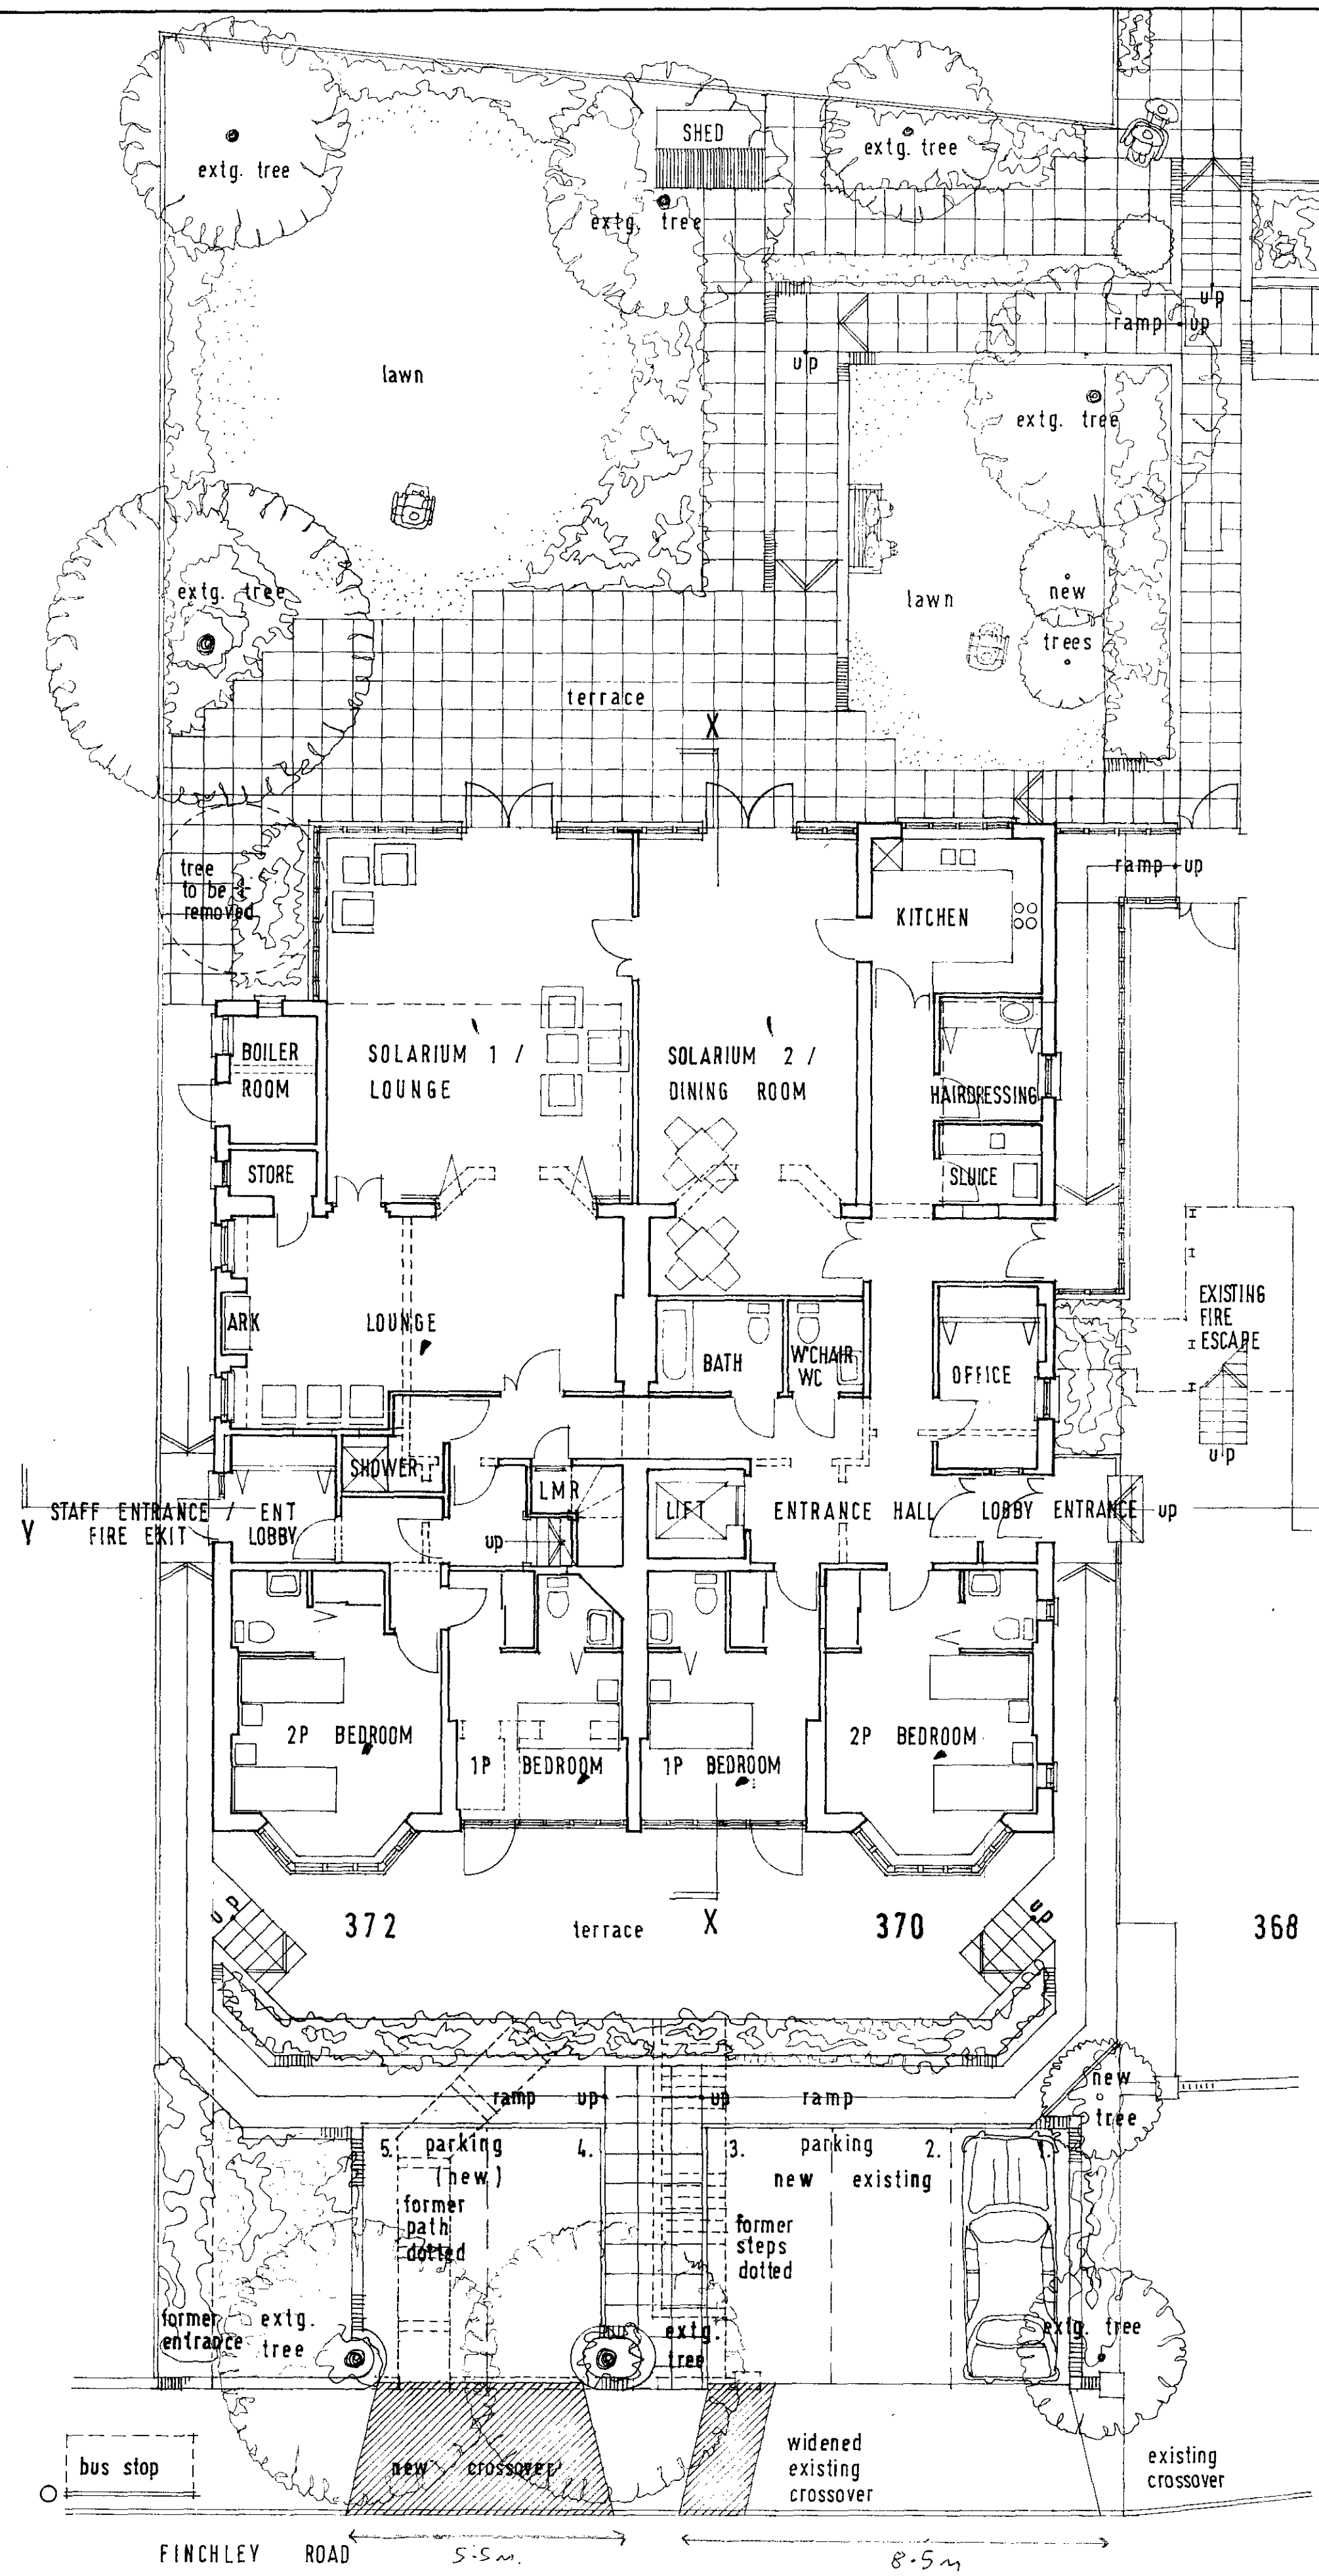 SHED
extg. tree
extg. tree
extg. tree
up
ramp up
up
lawn
extg. tree
extg. tree
new
trees
lawn
terrace
X
tree
to be
removed
ramp up
KITCHEN
BOILER
ROOM
SOLARIUM 1 /
LOUNGE
SOLARIUM 2 /
DINING ROOM
HAIRDRESSING
STORE
SLUICE
EXISTING
FIRE
ESCAPE
up
ARK
LOUNGE
BATH
W'CHAIR
WC
OFFICE
SHOWER
LMR
LIFT
ENTRANCE HALL
LOBBY
ENTRANCE
up
Y
STAFF ENTRANCE /
FIRE EXIT
ENT
LOBBY
up
2P BEDROOM
1P BEDROOM
1P BEDROOM
2P BEDROOM
up
372
terrace
X
370
up
368
ramp up
up ramp
new
tree
5.
parking
(new)
4.
3.
parking
2.
1.
new existing
former
path
dotted
former
steps
dotted
former
entrance
extg.
tree
extg.
tree
extg. tree
bus stop
new crossover
widened
existing
crossover
existing
crossover
FINCHLEY ROAD
5.5m.
8.5m